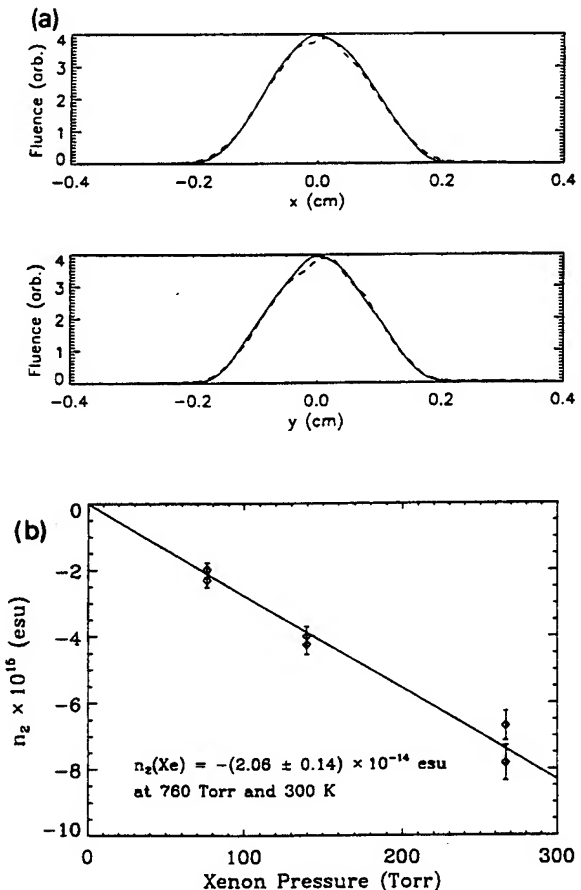 (a)
Fluence (arb.)
4
3
2
1
0
−0.4 −0.2 0.0 0.2 0.4
x (cm)
Fluence (arb.)
4
3
2
1
0
−0.4 −0.2 0.0 0.2 0.4
y (cm)
(b)
n₂ × 10¹⁵ (esu)
0
−2
−4
−6
−8
−10
n₂(Xe) = −(2.06 ± 0.14) × 10⁻¹⁴ esu
at 760 Torr and 300 K
0 100 200 300
Xenon Pressure (Torr)